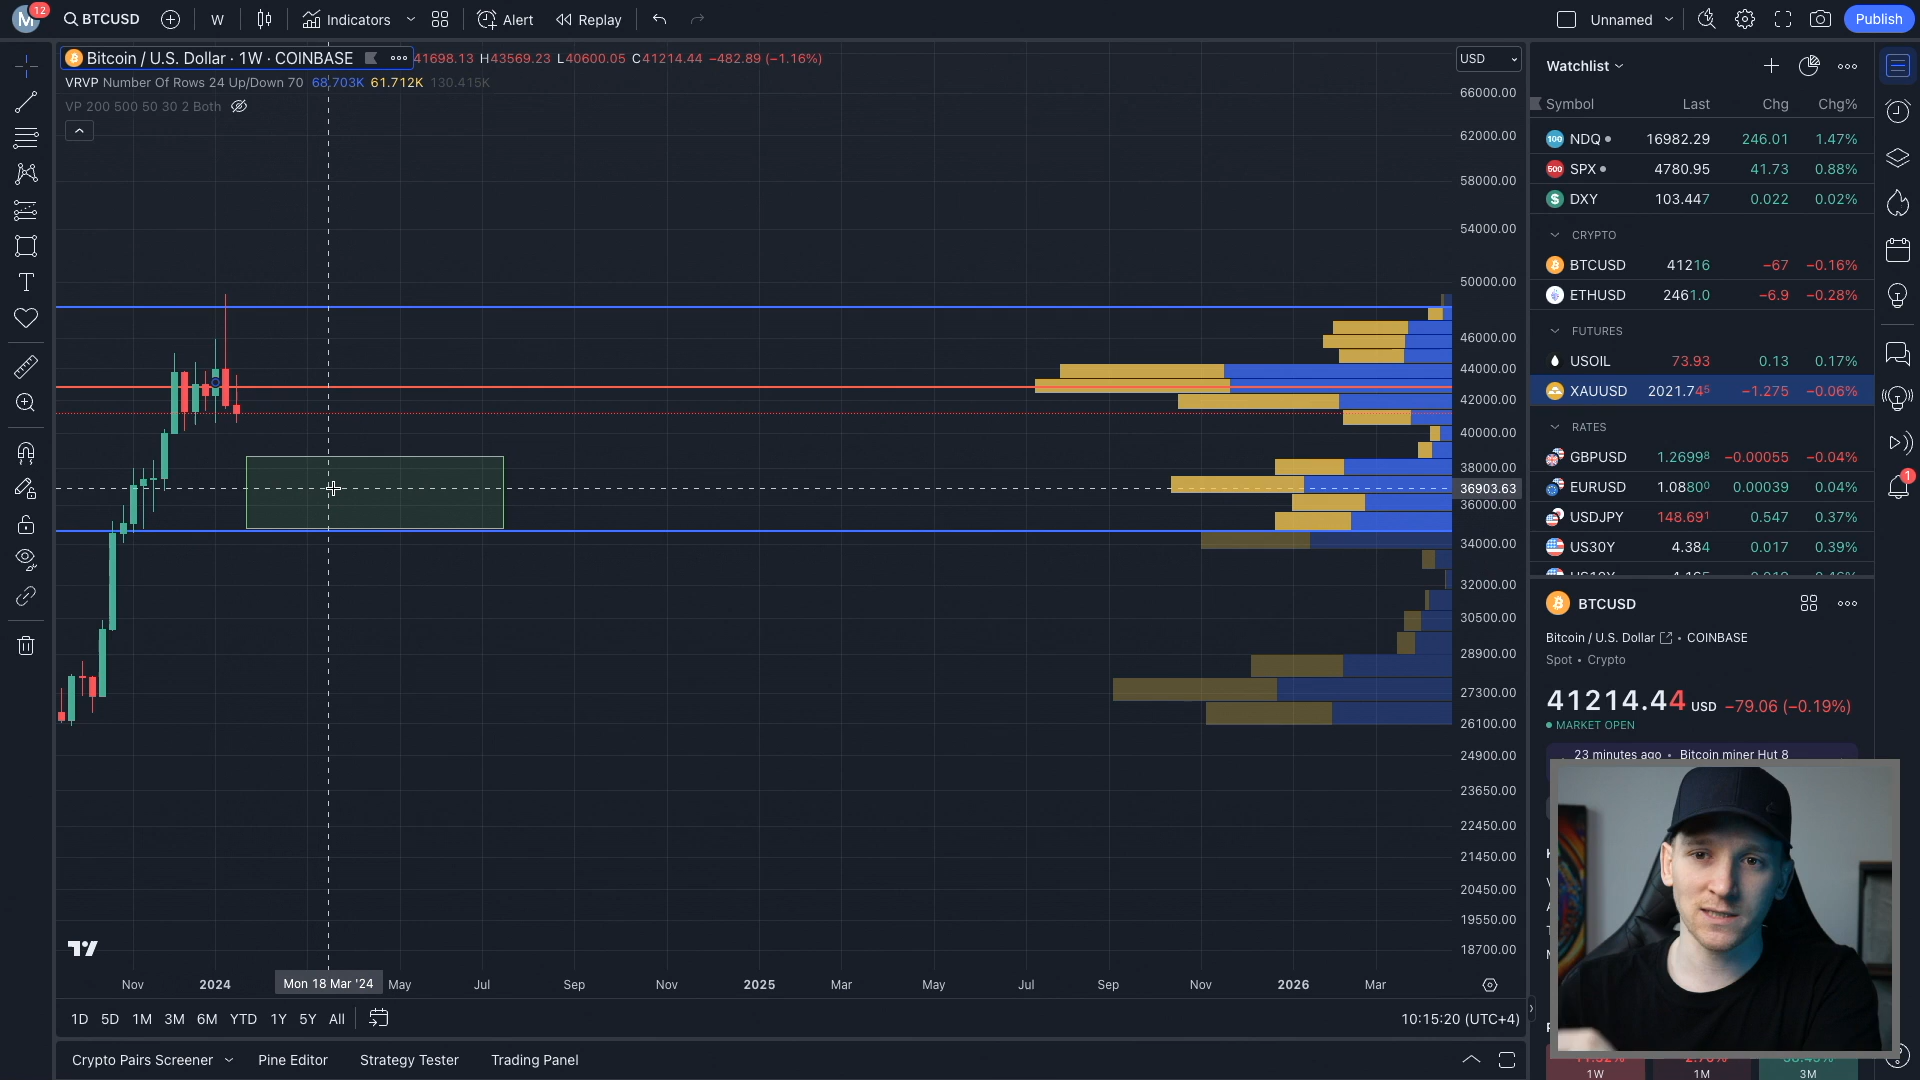 M 12 BTCUSD W Indicators Alert Replay Unnamed Publish
Bitcoin / U.S. Dollar · 1W · COINBASE 41698.13 H43569.23 L40600.05 C41214.44 −482.89 (−1.16%)
VRVP Number Of Rows 24 Up/Down 70 68.703K 61.712K 130.415K
VP 200 500 50 30 2 Both
USD
66000.00
62000.00
58000.00
54000.00
50000.00
46000.00
44000.00
42000.00
40000.00
38000.00
36903.63
36000.00
34000.00
32000.00
30500.00
28900.00
27300.00
26100.00
24900.00
23650.00
22450.00
21450.00
20450.00
19550.00
18700.00
Nov 2024 Mon 18 Mar '24 May Jul Sep Nov 2025 Mar May Jul Sep Nov 2026 Mar
1D 5D 1M 3M 6M YTD 1Y 5Y All 10:15:20 (UTC+4)
Crypto Pairs Screener Pine Editor Strategy Tester Trading Panel
Watchlist
Symbol Last Chg Chg%
100 NDQ 16982.29 246.01 1.47%
500 SPX 4780.95 41.73 0.88%
$ DXY 103.447 0.022 0.02%
CRYPTO
BTCUSD 41216 −67 −0.16%
ETHUSD 2461.0 −6.9 −0.28%
FUTURES
USOIL 73.93 0.13 0.17%
XAUUSD 2021.745 −1.275 −0.06%
RATES
GBPUSD 1.26998 −0.00055 −0.04%
EURUSD 1.08800 0.00039 0.04%
USDJPY 148.691 0.547 0.37%
US30Y 4.384 0.017 0.39%
BTCUSD
Bitcoin / U.S. Dollar • COINBASE
Spot • Crypto
41214.44 USD −79.06 (−0.19%)
MARKET OPEN
23 minutes ago • Bitcoin miner Hut 8
1W 1M 3M
1